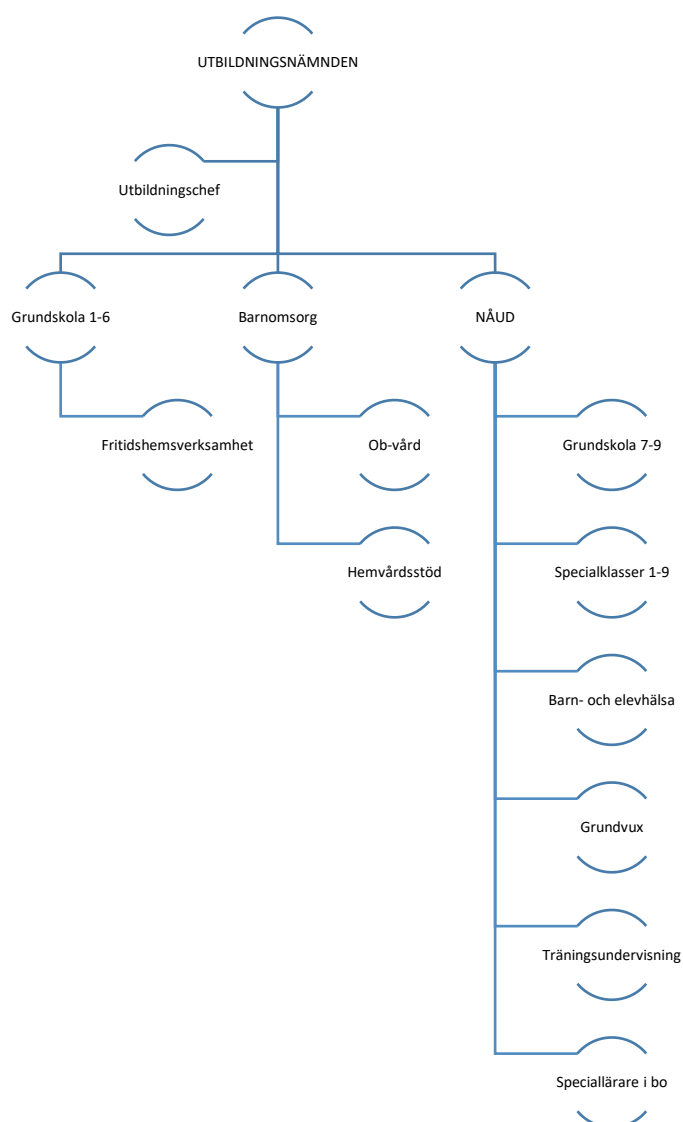 UTBILDNINGSNÄMNDEN
Utbildningschef
Grundskola 1-6
Barnomsorg
NÅUD
Fritidshemsverksamhet
Ob-vård
Grundskola 7-9
Hemvårdsstöd
Specialklasser 1-9
Barn- och elevhälsa
Grundvux
Träningsundervisning
Speciallärare i bo